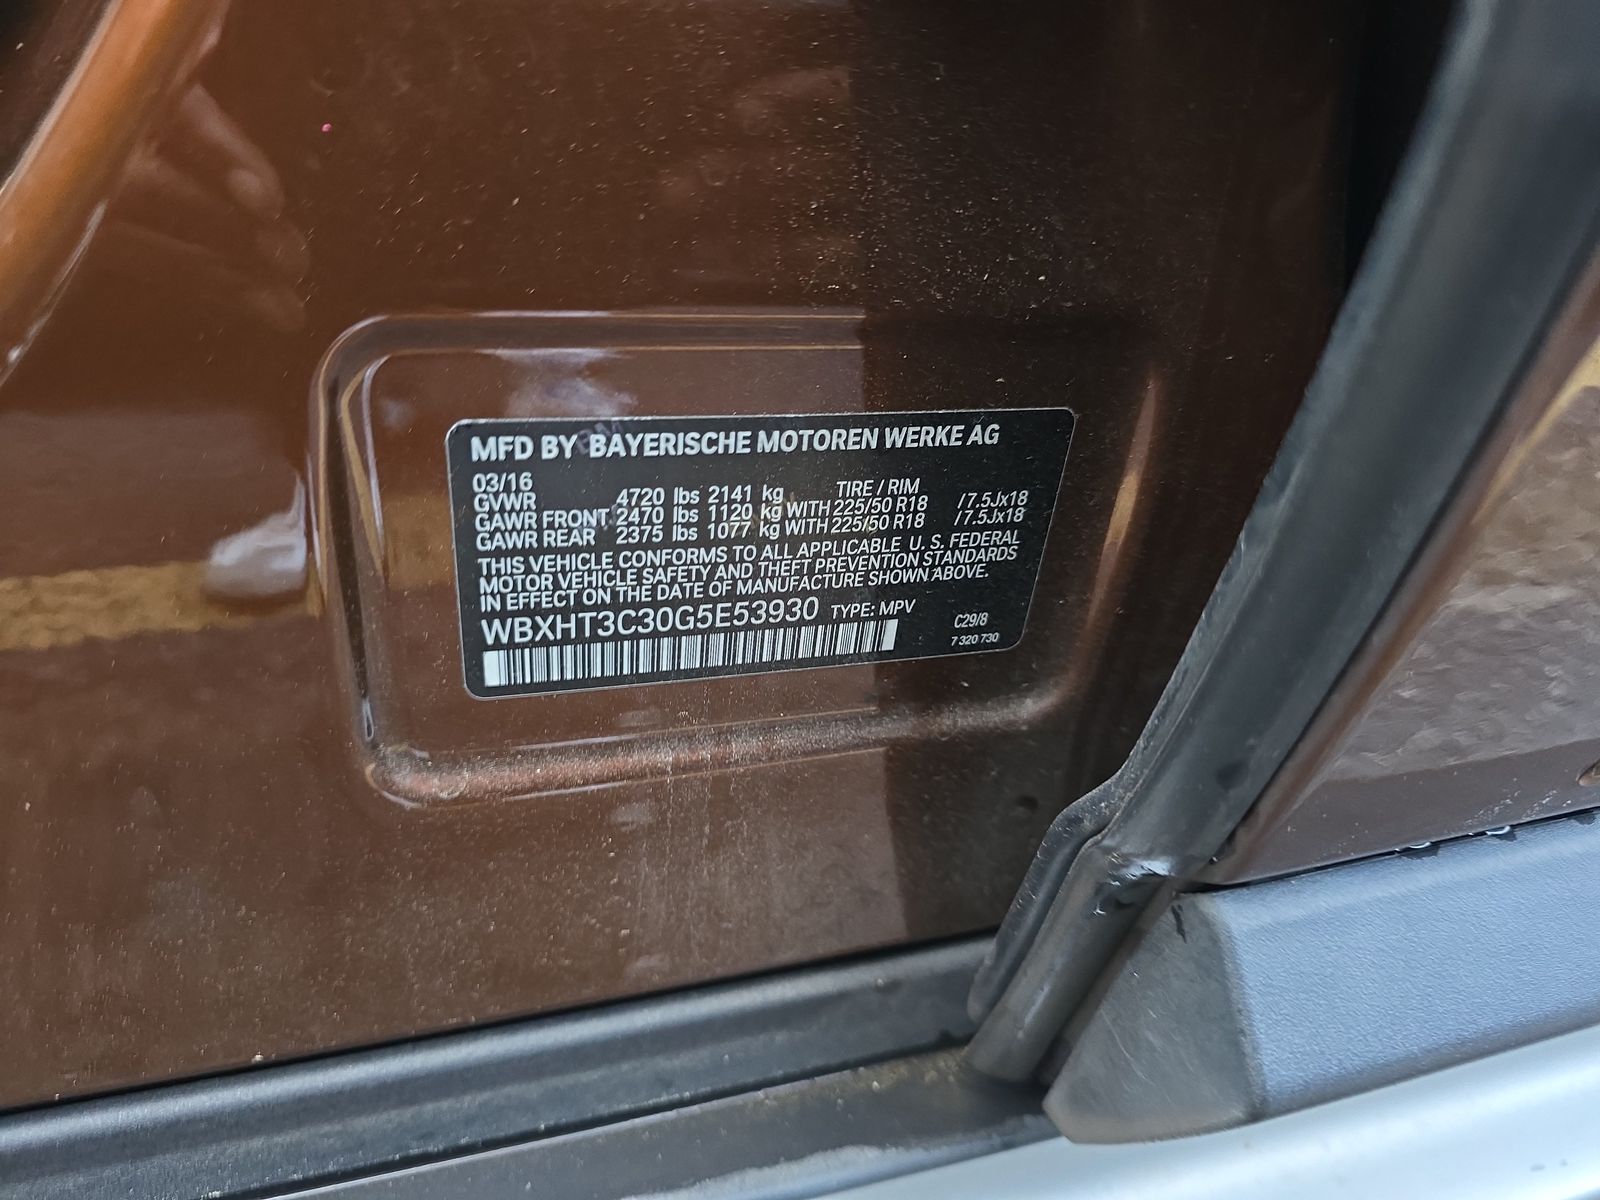 MFD BY BAYERISCHE MOTOREN WERKE AG
03/16 TIRE / RIM
GVWR 4720 lbs 2141 kg
GAWR FRONT 2470 lbs 1120 kg WITH 225/50 R18 /7.5Jx18
GAWR REAR 2375 lbs 1077 kg WITH 225/50 R18 /7.5Jx18
THIS VEHICLE CONFORMS TO ALL APPLICABLE U. S. FEDERAL
MOTOR VEHICLE SAFETY AND THEFT PREVENTION STANDARDS
IN EFFECT ON THE DATE OF MANUFACTURE SHOWN ABOVE.
WBXHT3C30G5E53930 TYPE: MPV C29/8
7 320 730